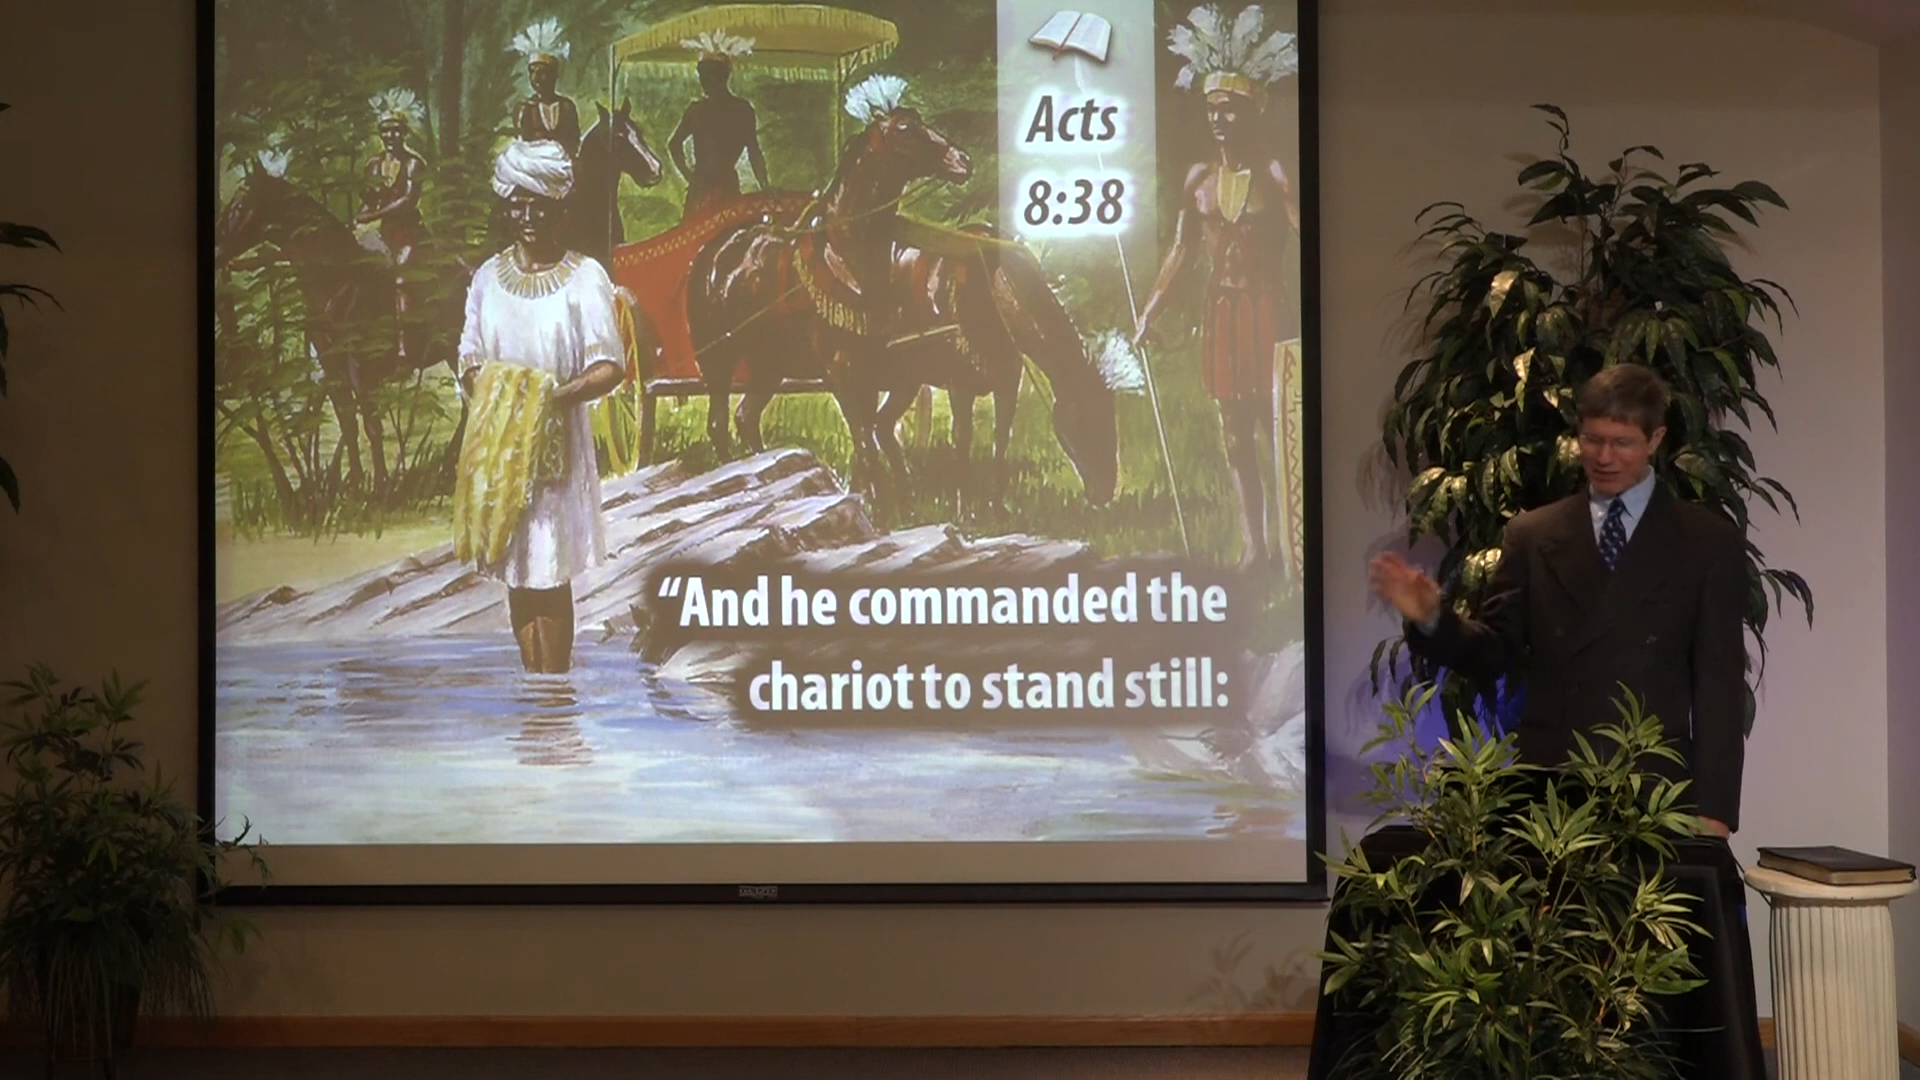 Acts
8:38
“And he commanded the
chariot to stand still: